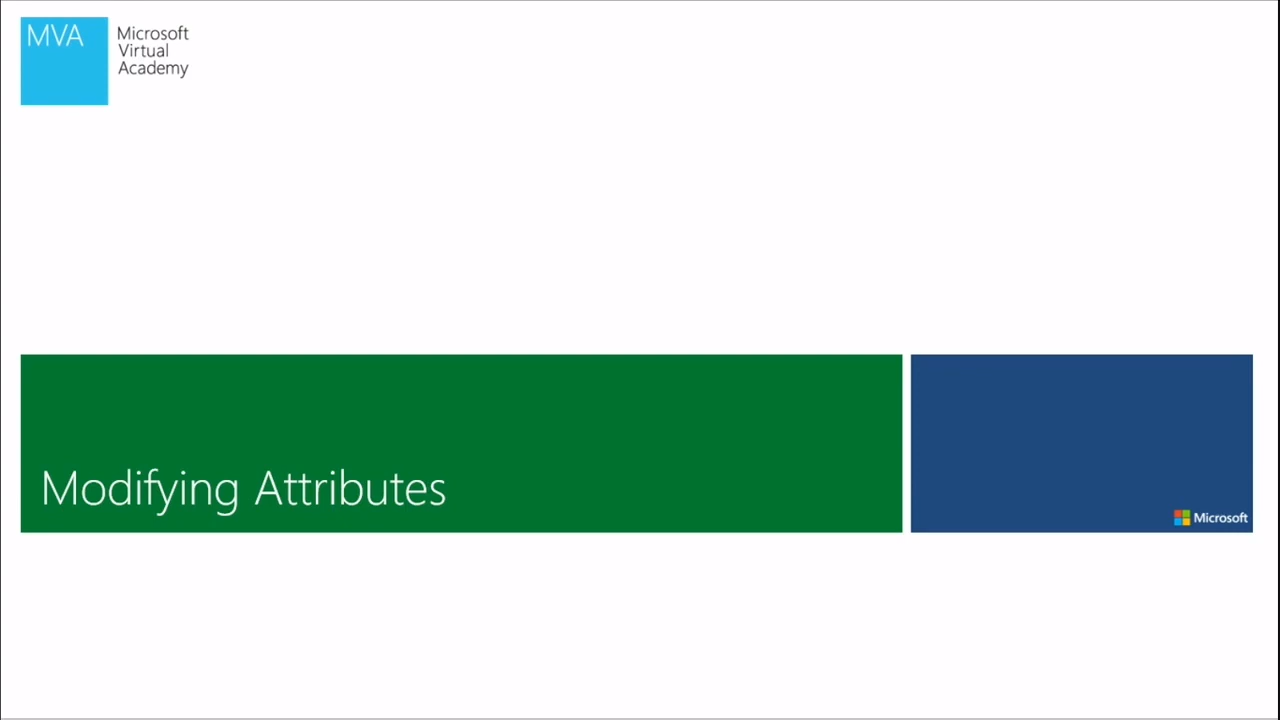 MVA
Microsoft
Virtual
Academy
Modifying Attributes
Microsoft